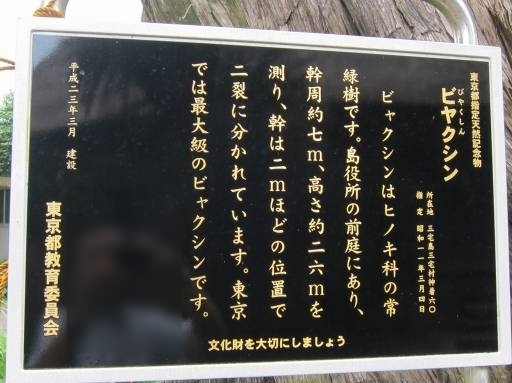 東京都指定天然記念物
びやくしん
ビャクシン
所在地 三宅島三宅村神着六〇
指定 昭和一一年三月四日
ビャクシンはヒノキ科の常
緑樹です。島役所の前庭にあり、
幹周約七m、高さ約二六mを
測り、幹は二mほどの位置で
二裂に分かれています。東京
では最大級のビャクシンです。
平成二三年三月 建設
東京都教育委員会
文化財を大切にしましょう